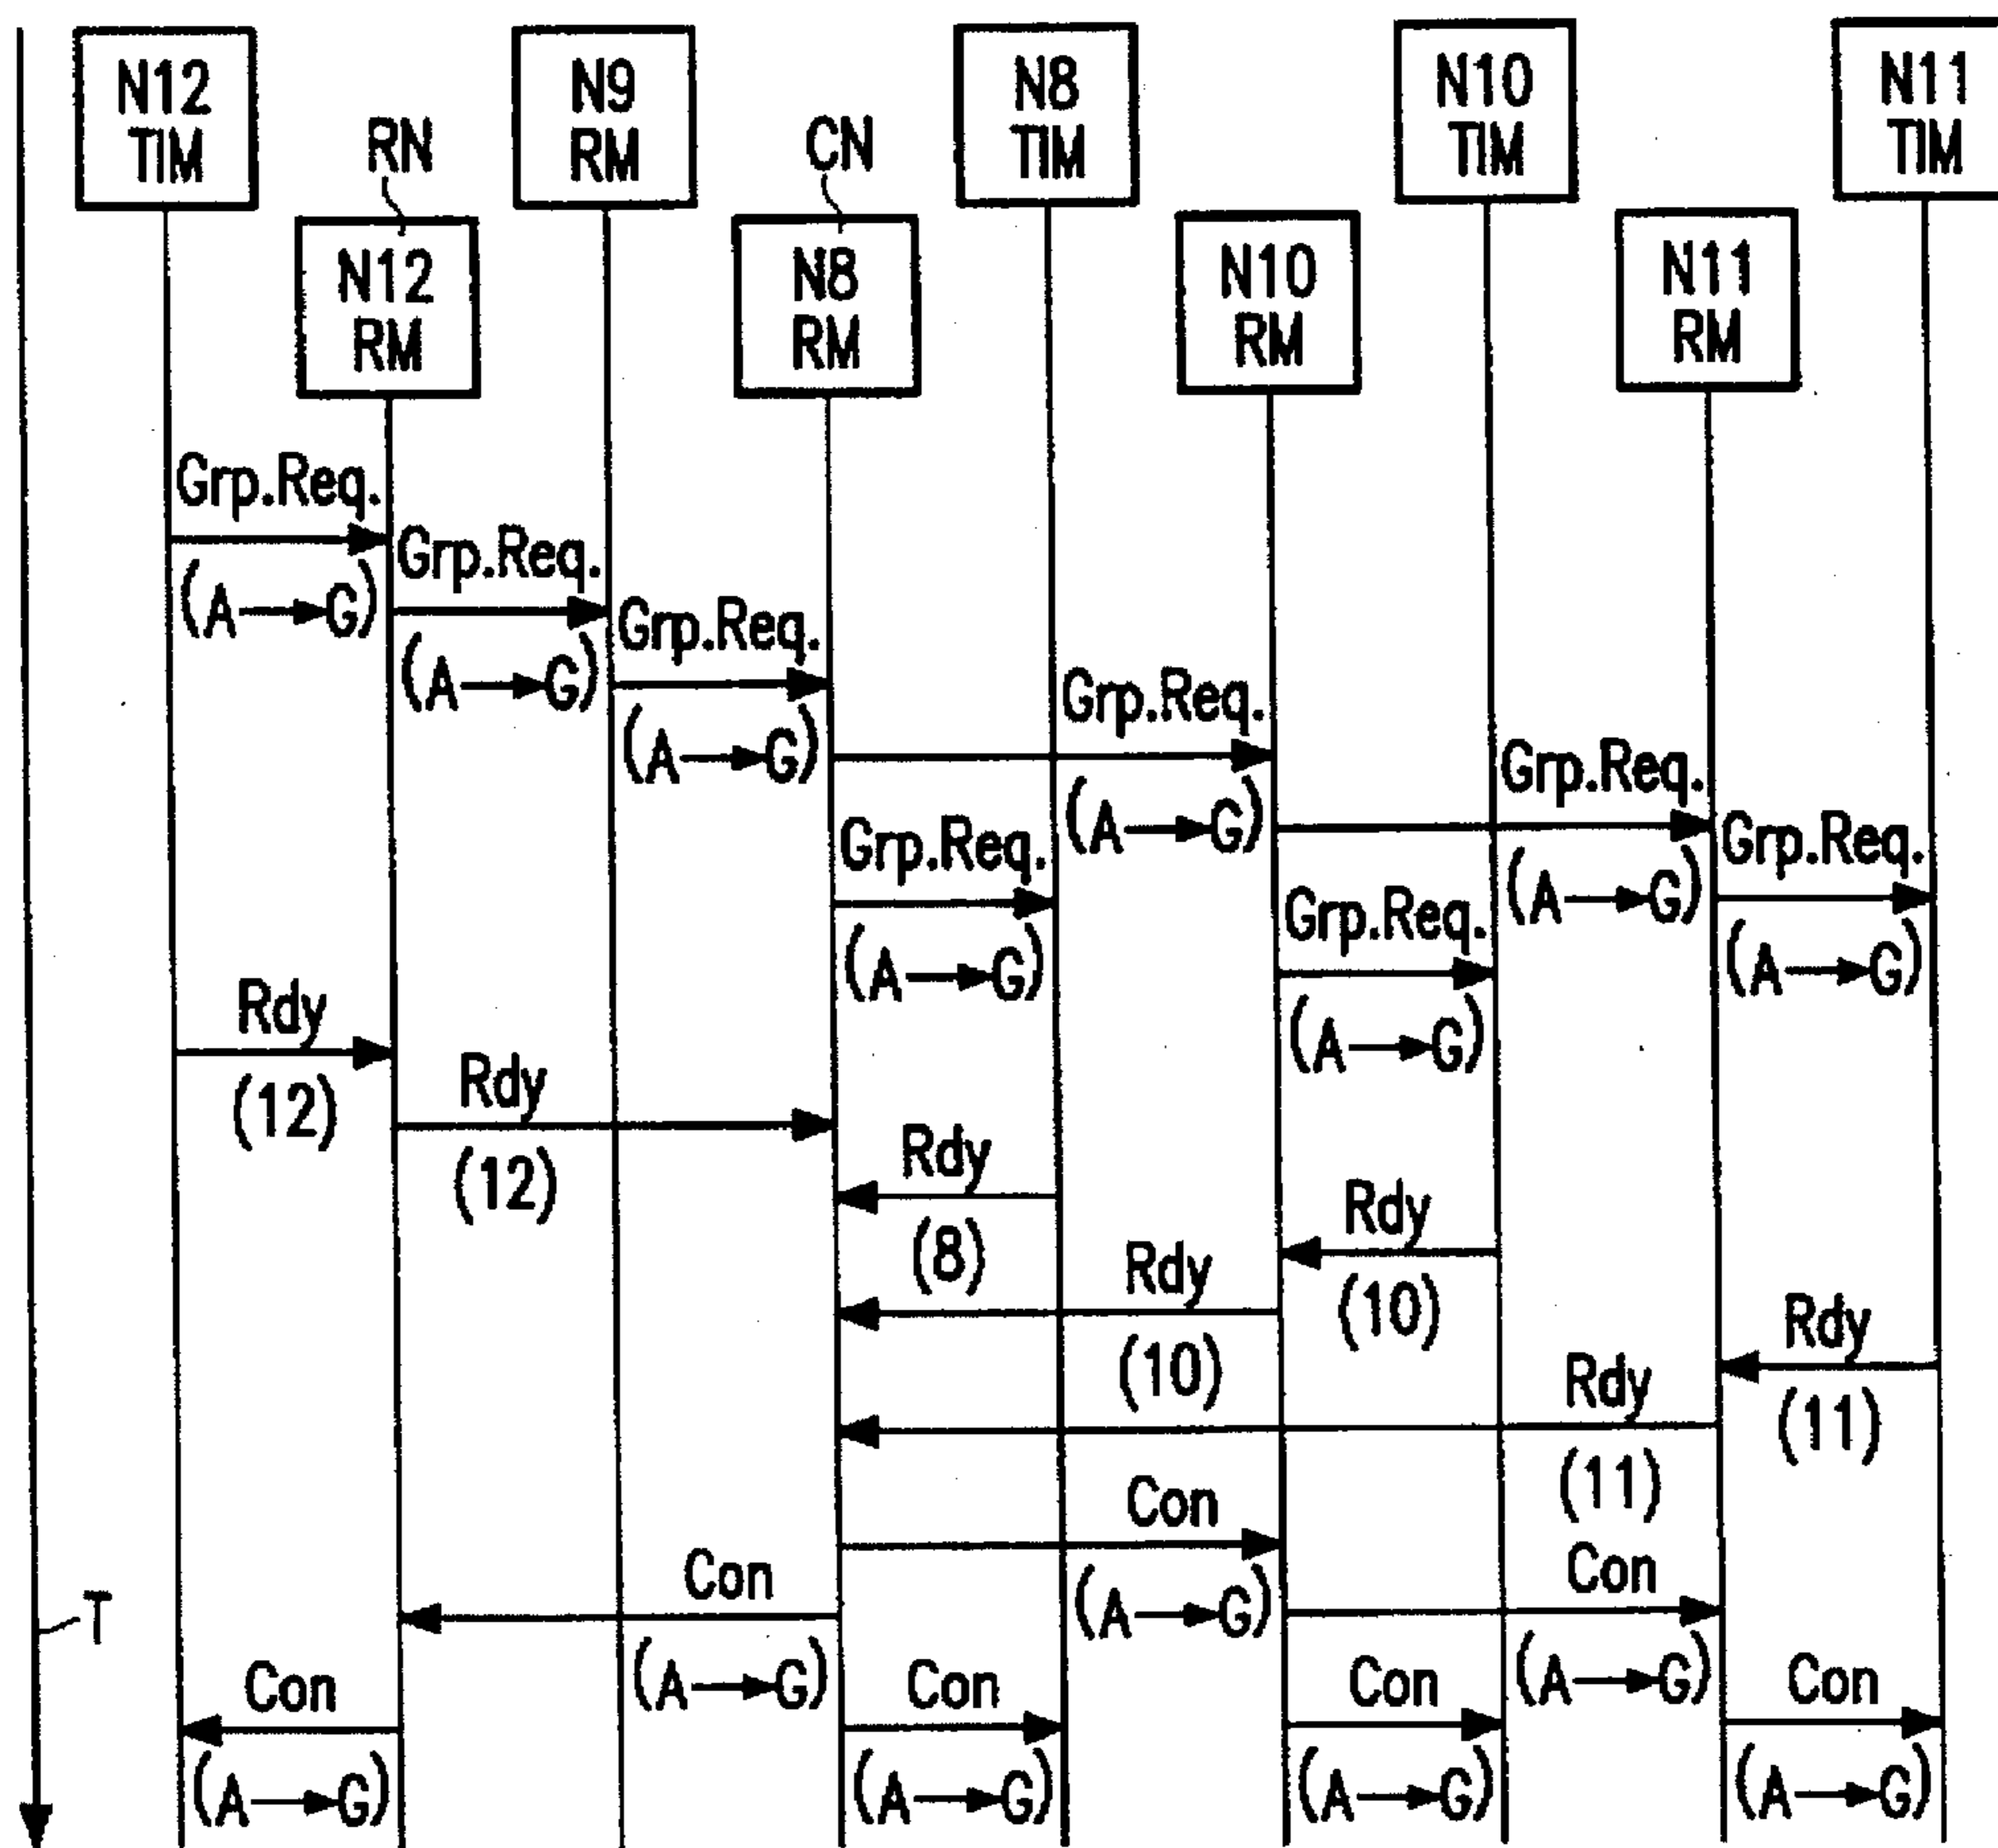 N12
TIM
N9
RM
N8
TIM
N10
TIM
N11
TIM
RN
CN
N12
RM
N8
RM
N10
RM
N11
RM
Grp.Req.
(A→G)
Grp.Req.
(A→G)
Grp.Req.
(A→G)
Grp.Req.
(A→G)
Grp.Req.
(A→G)
Grp.Req.
(A→G)
Grp.Req.
(A→G)
Grp.Req.
(A→G)
Rdy
(12)
Rdy
(12)
Rdy
(8)
Rdy
(10)
Rdy
(10)
Rdy
(11)
Rdy
(11)
Con
(A→G)
Con
(A→G)
Con
(A→G)
T
Con
(A→G)
Con
(A→G)
Con
(A→G)
Con
(A→G)